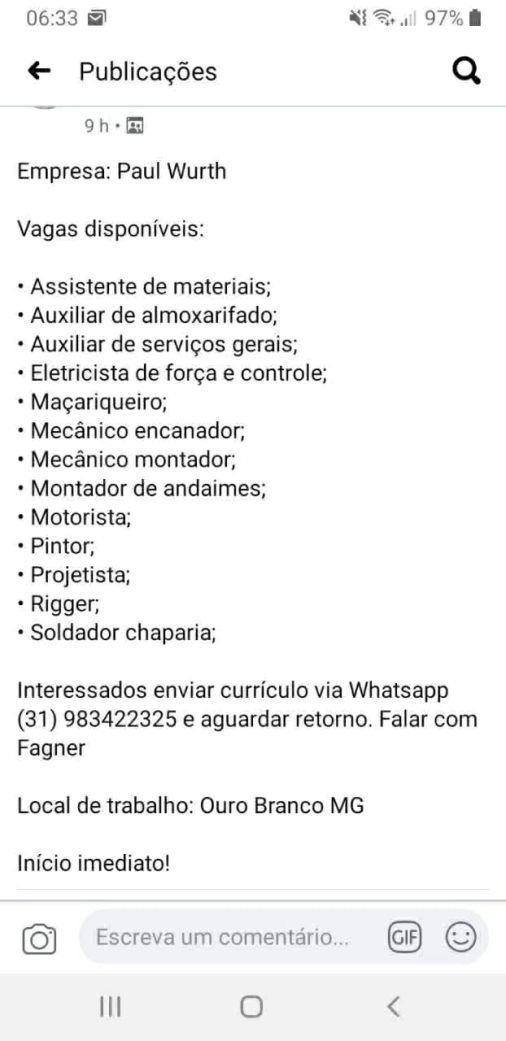 06:33
97%
Publicações
9 h
Empresa: Paul Wurth
Vagas disponíveis:
• Assistente de materiais;
• Auxiliar de almoxarifado;
• Auxiliar de serviços gerais;
• Eletricista de força e controle;
• Maçariqueiro;
• Mecânico encanador;
• Mecânico montador;
• Montador de andaimes;
• Motorista;
• Pintor;
• Projetista;
• Rigger;
• Soldador chaparia;
Interessados enviar currículo via Whatsapp
(31) 983422325 e aguardar retorno. Falar com
Fagner
Local de trabalho: Ouro Branco MG
Início imediato!
Escreva um comentário...
GIF